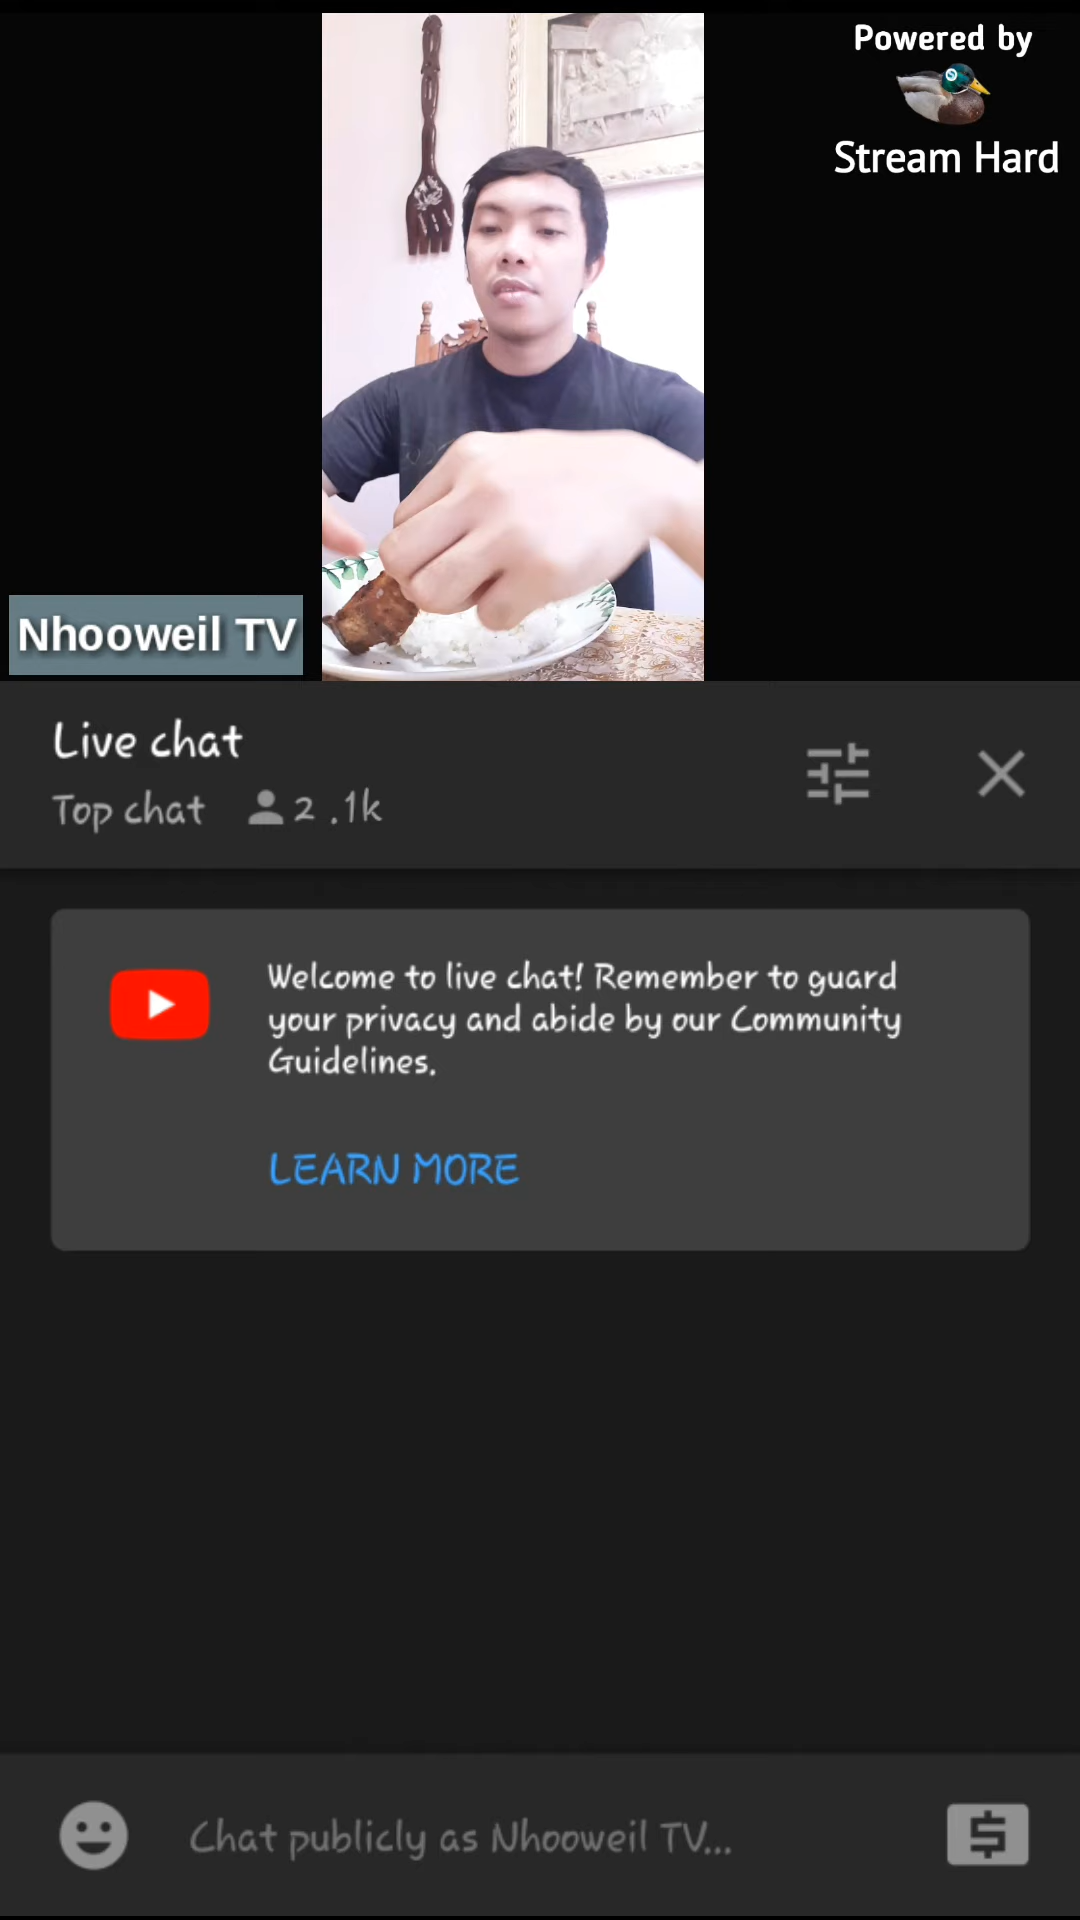 Powered by
Stream Hard
Nhooweil TV
Live chat
Top chat 2 .1k
Welcome to live chat! Remember to guard
your privacy and abide by our Community
Guidelines.
LEARN MORE
Chat publicly as Nhooweil TV...